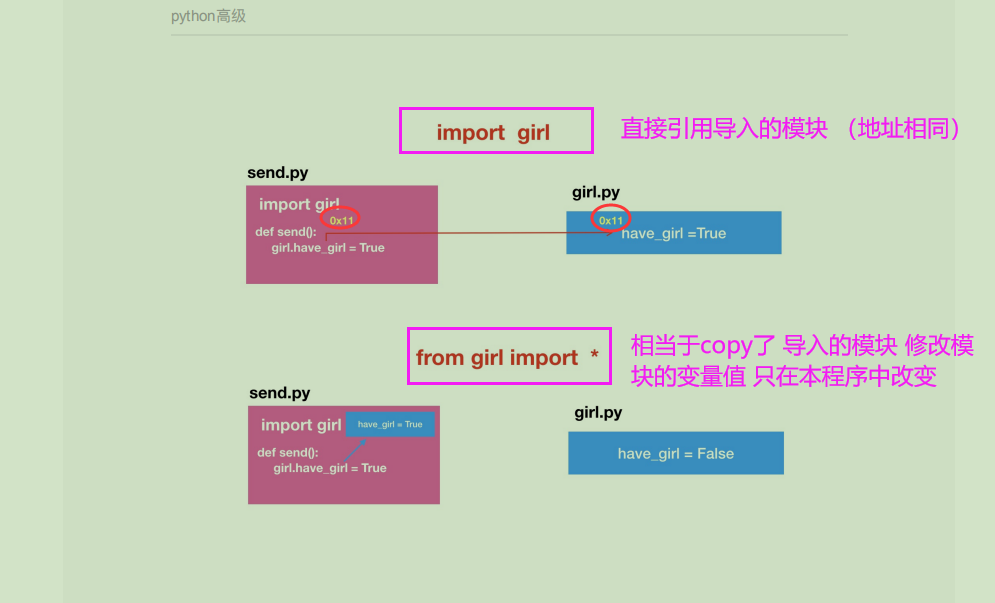 python高级
import  girl
直接引用导入的模块 （地址相同）
send.py
girl.py
import girl
0x11
0x11
def send():
have_girl =True
girl.have_girl = True
from girl import  *
相当于copy了 导入的模块 修改模
块的变量值 只在本程序中改变
send.py
girl.py
import girl
have_girl = True
def send():
have_girl = False
girl.have_girl = True